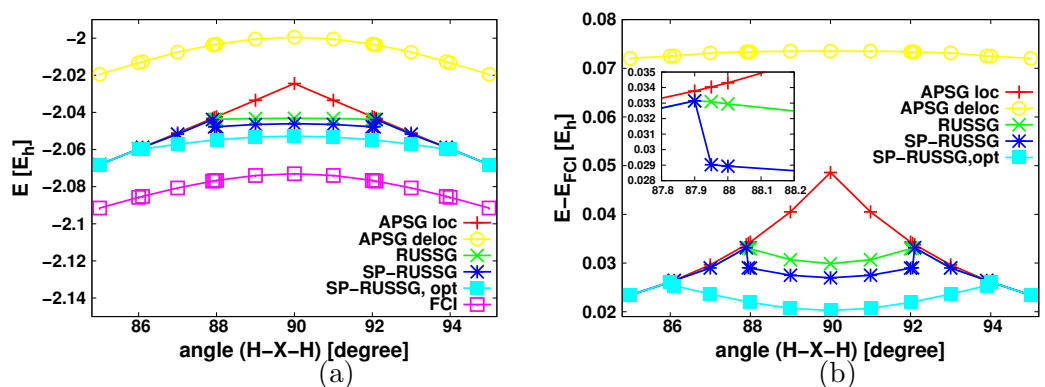 -2
-2.02
-2.04
-2.06
-2.08
-2.1
-2.12
-2.14
E [E_h]
86 88 90 92 94
angle (H-X-H) [degree]
APSG loc
APSG deloc
RUSSG
SP-RUSSG
SP-RUSSG, opt
FCI
(a)
0.08
0.07
0.06
0.05
0.04
0.03
0.02
E-E_FCI [E_h]
86 88 90 92 94
angle (H-X-H) [degree]
APSG loc
APSG deloc
RUSSG
SP-RUSSG
SP-RUSSG,opt
0.035
0.034
0.033
0.032
0.031
0.03
0.029
0.028
87.8 87.9 88 88.1 88.2
(b)